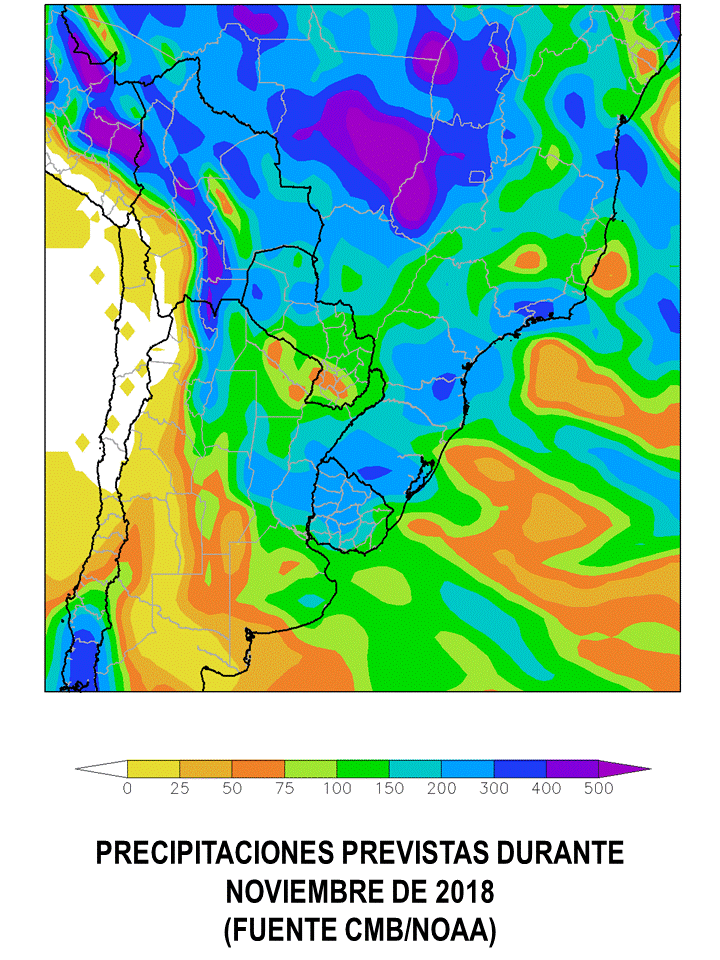 0 25 50 75 100 150 200 300 400 500
PRECIPITACIONES PREVISTAS DURANTE
NOVIEMBRE DE 2018
(FUENTE CMB/NOAA)